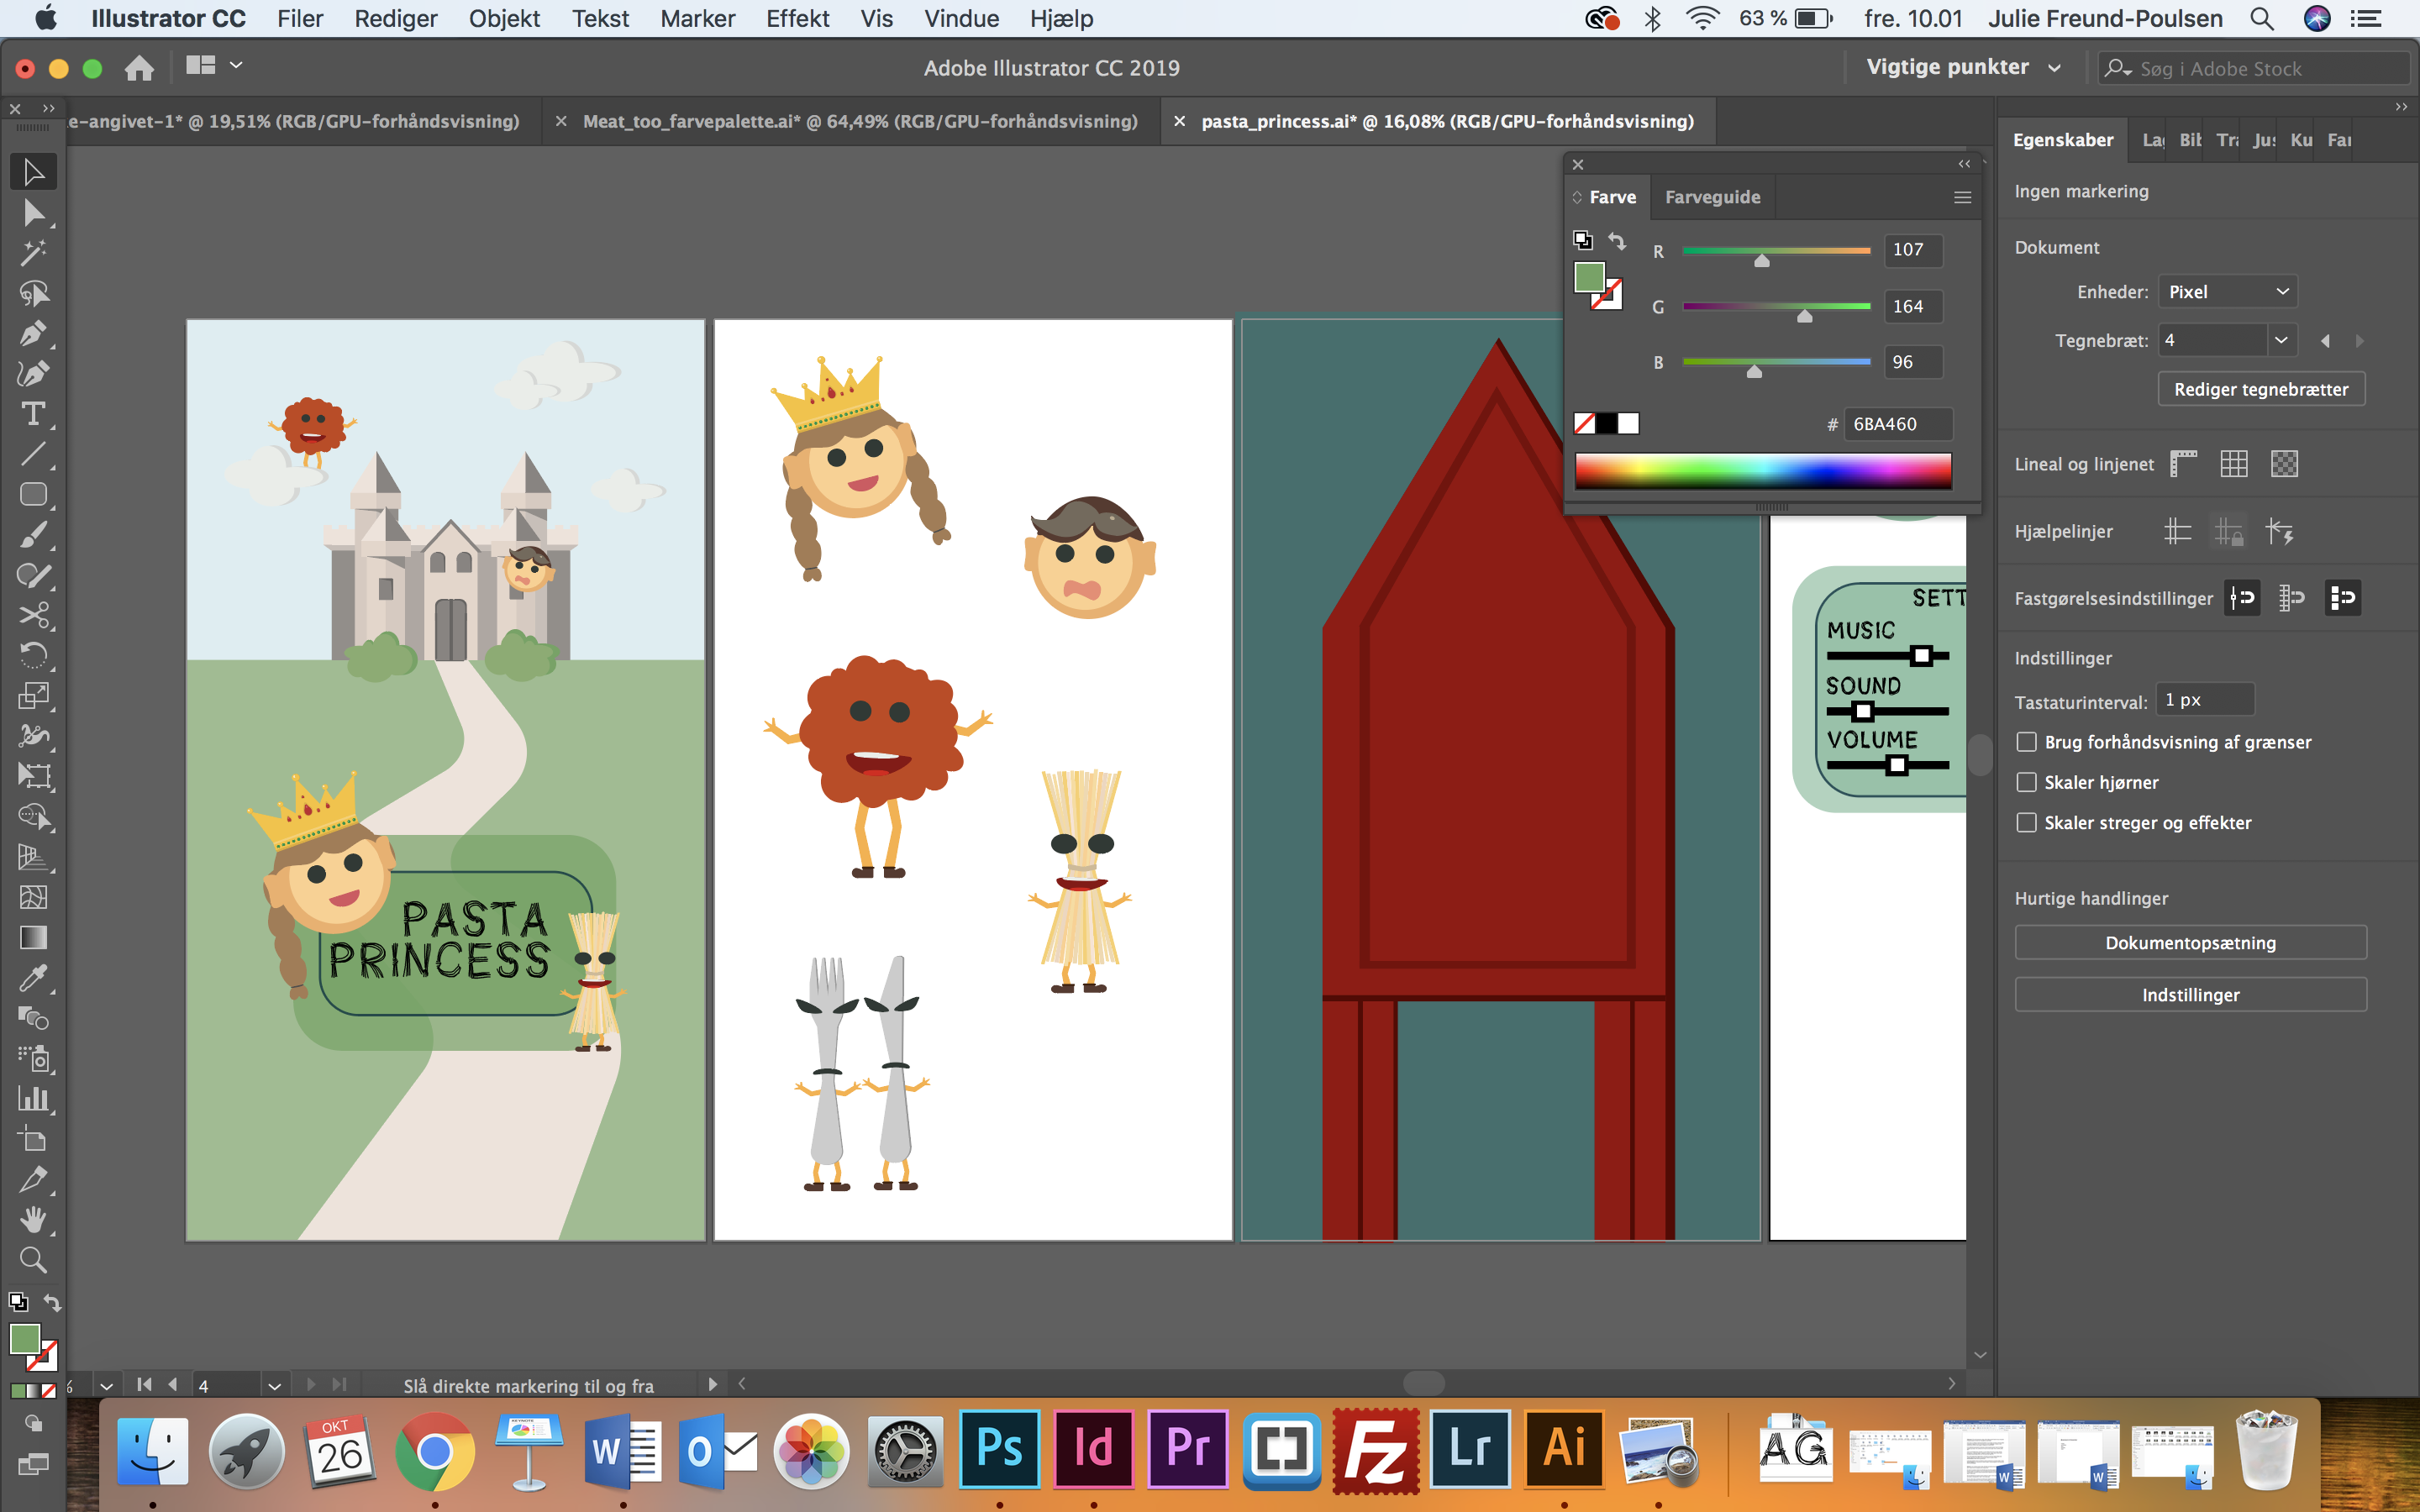 Illustrator CC Filer Rediger Objekt Tekst Marker Effekt Vis Vindue Hjælp 63 % fre. 10.01 Julie Freund-Poulsen
Adobe Illustrator CC 2019 Vigtige punkter Søg i Adobe Stock
e-angivet-1* @ 19,51% (RGB/GPU-forhåndsvisning) Meat_too_farvepalette.ai* @ 64,49% (RGB/GPU-forhåndsvisning) pasta_princess.ai* @ 16,08% (RGB/GPU-forhåndsvisning)
Farve Farveguide
R 107
G 164
B 96
# 6BA460
Egenskaber Lag Bib Tra Jus Ku Far
Ingen markering
Dokument
Enheder: Pixel
Tegnebræt: 4
Rediger tegnebrætter
Lineal og linjenet
Hjælpelinjer
Fastgørelsesindstillinger
Indstillinger
Tastaturinterval: 1 px
Brug forhåndsvisning af grænser
Skaler hjørner
Skaler streger og effekter
Hurtige handlinger
Dokumentopsætning
Indstillinger
PASTA
PRINCESS
SETT
MUSIC
SOUND
VOLUME
% 4 Slå direkte markering til og fra
OKT
26
KEYNOTE
W
O
Ps
Id
Pr
Fz
Lr
Ai
AG